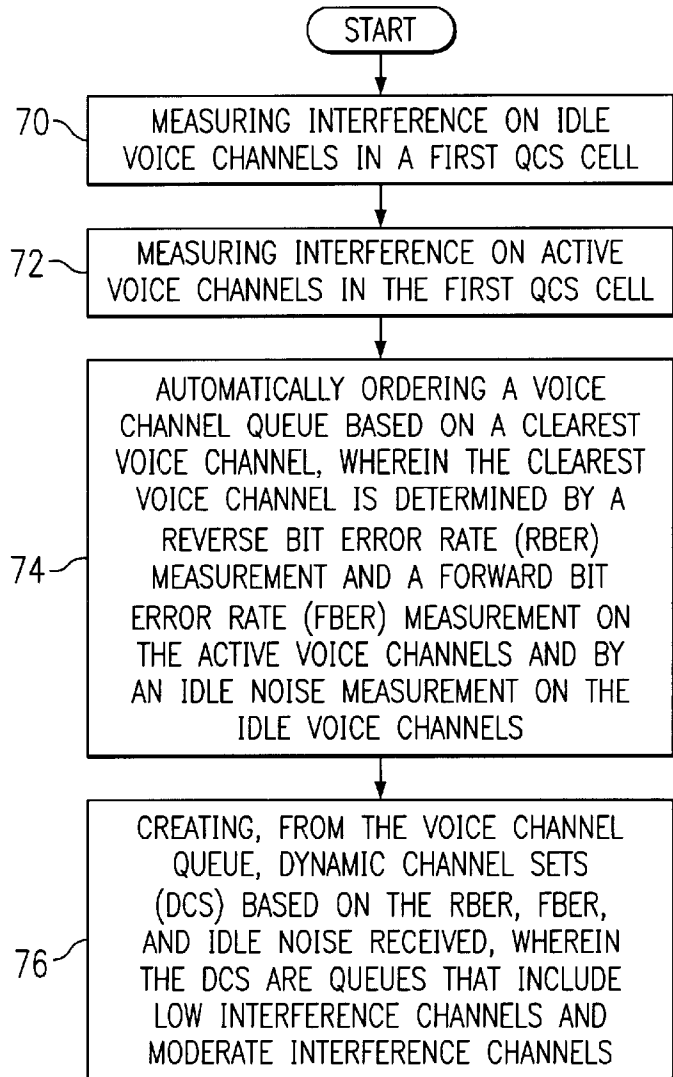 START
70
MEASURING INTERFERENCE ON IDLE
VOICE CHANNELS IN A FIRST QCS CELL
72
MEASURING INTERFERENCE ON ACTIVE
VOICE CHANNELS IN THE FIRST QCS CELL
74
AUTOMATICALLY ORDERING A VOICE
CHANNEL QUEUE BASED ON A CLEAREST
VOICE CHANNEL, WHEREIN THE CLEAREST
VOICE CHANNEL IS DETERMINED BY A
REVERSE BIT ERROR RATE (RBER)
MEASUREMENT AND A FORWARD BIT
ERROR RATE (FBER) MEASUREMENT ON
THE ACTIVE VOICE CHANNELS AND BY
AN IDLE NOISE MEASUREMENT ON THE
IDLE VOICE CHANNELS
76
CREATING, FROM THE VOICE CHANNEL
QUEUE, DYNAMIC CHANNEL SETS
(DCS) BASED ON THE RBER, FBER,
AND IDLE NOISE RECEIVED, WHEREIN
THE DCS ARE QUEUES THAT INCLUDE
LOW INTERFERENCE CHANNELS AND
MODERATE INTERFERENCE CHANNELS